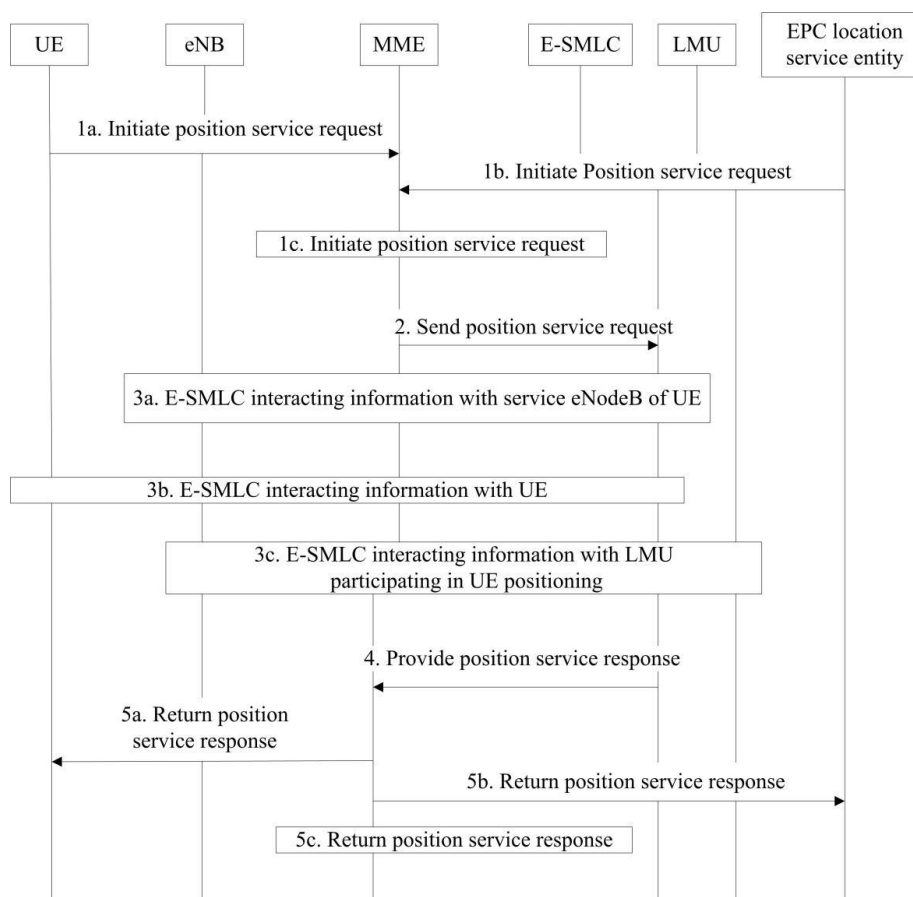 UE
eNB
MME
E-SMLC
LMU
EPC location
service entity
1a. Initiate position service request
1b. Initiate Position service request
1c. Initiate position service request
2. Send position service request
3a. E-SMLC interacting information with service eNodeB of UE
3b. E-SMLC interacting information with UE
3c. E-SMLC interacting information with LMU
participating in UE positioning
4. Provide position service response
5a. Return position
service response
5b. Return position service response
5c. Return position service response